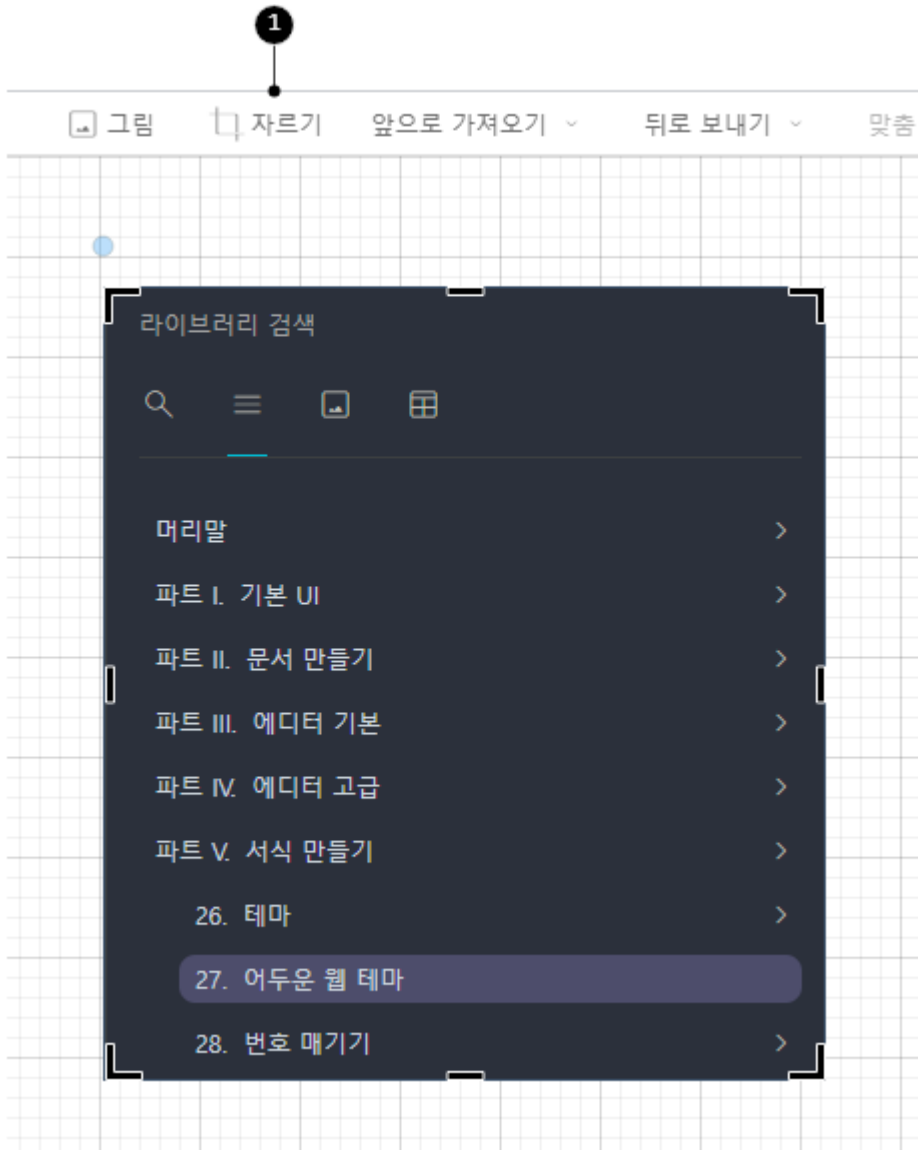 1
그림 자르기 앞으로 가져오기 뒤로 보내기 맞춤
라이브러리 검색
머리말
파트 I. 기본 UI
파트 II. 문서 만들기
파트 III. 에디터 기본
파트 IV. 에디터 고급
파트 V. 서식 만들기
26. 테마
27. 어두운 웹 테마
28. 번호 매기기